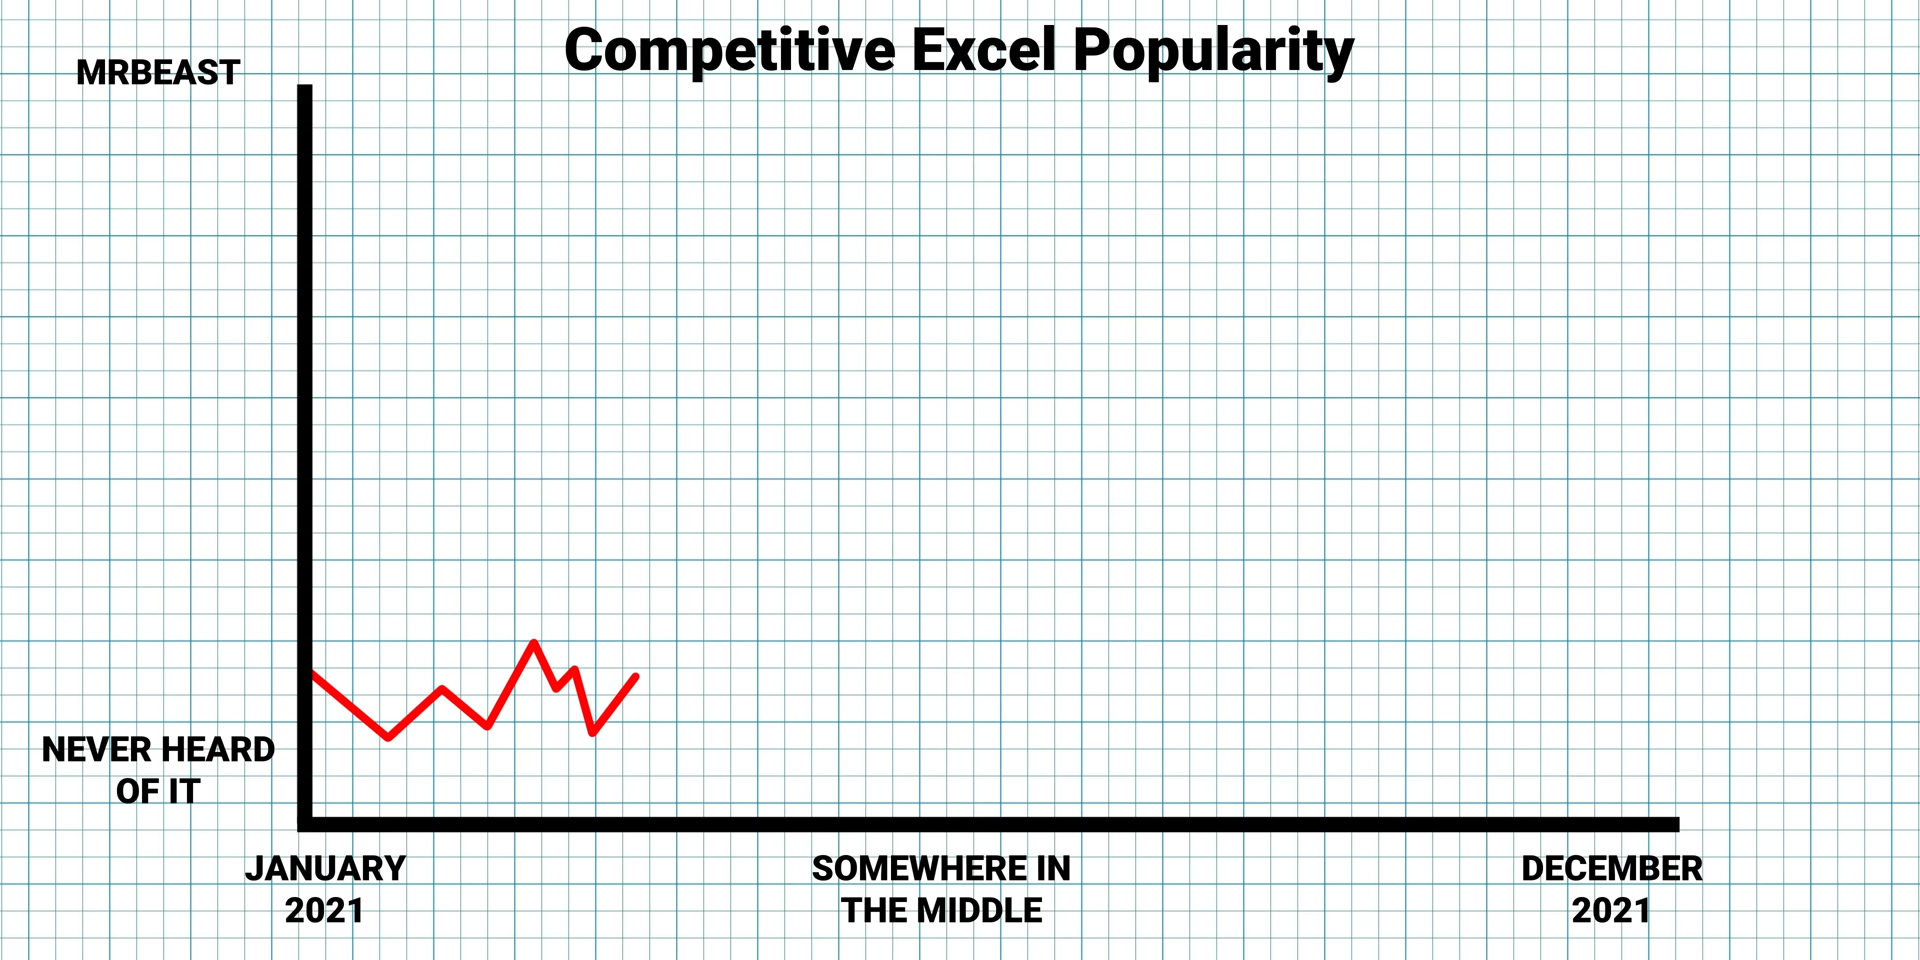 Competitive Excel Popularity
MRBEAST
NEVER HEARD
OF IT
JANUARY
2021
SOMEWHERE IN
THE MIDDLE
DECEMBER
2021